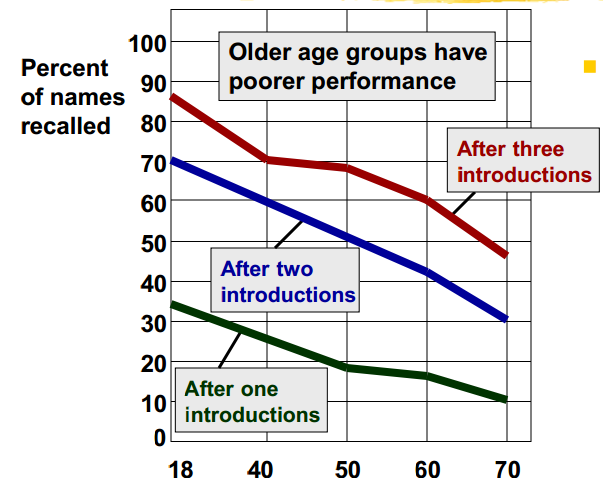 Older age groups have
poorer performance
Percent
of names
recalled
100
90
80
70
60
50
40
30
20
10
0
After three
introductions
After two
introductions
After one
introductions
18 40 50 60 70